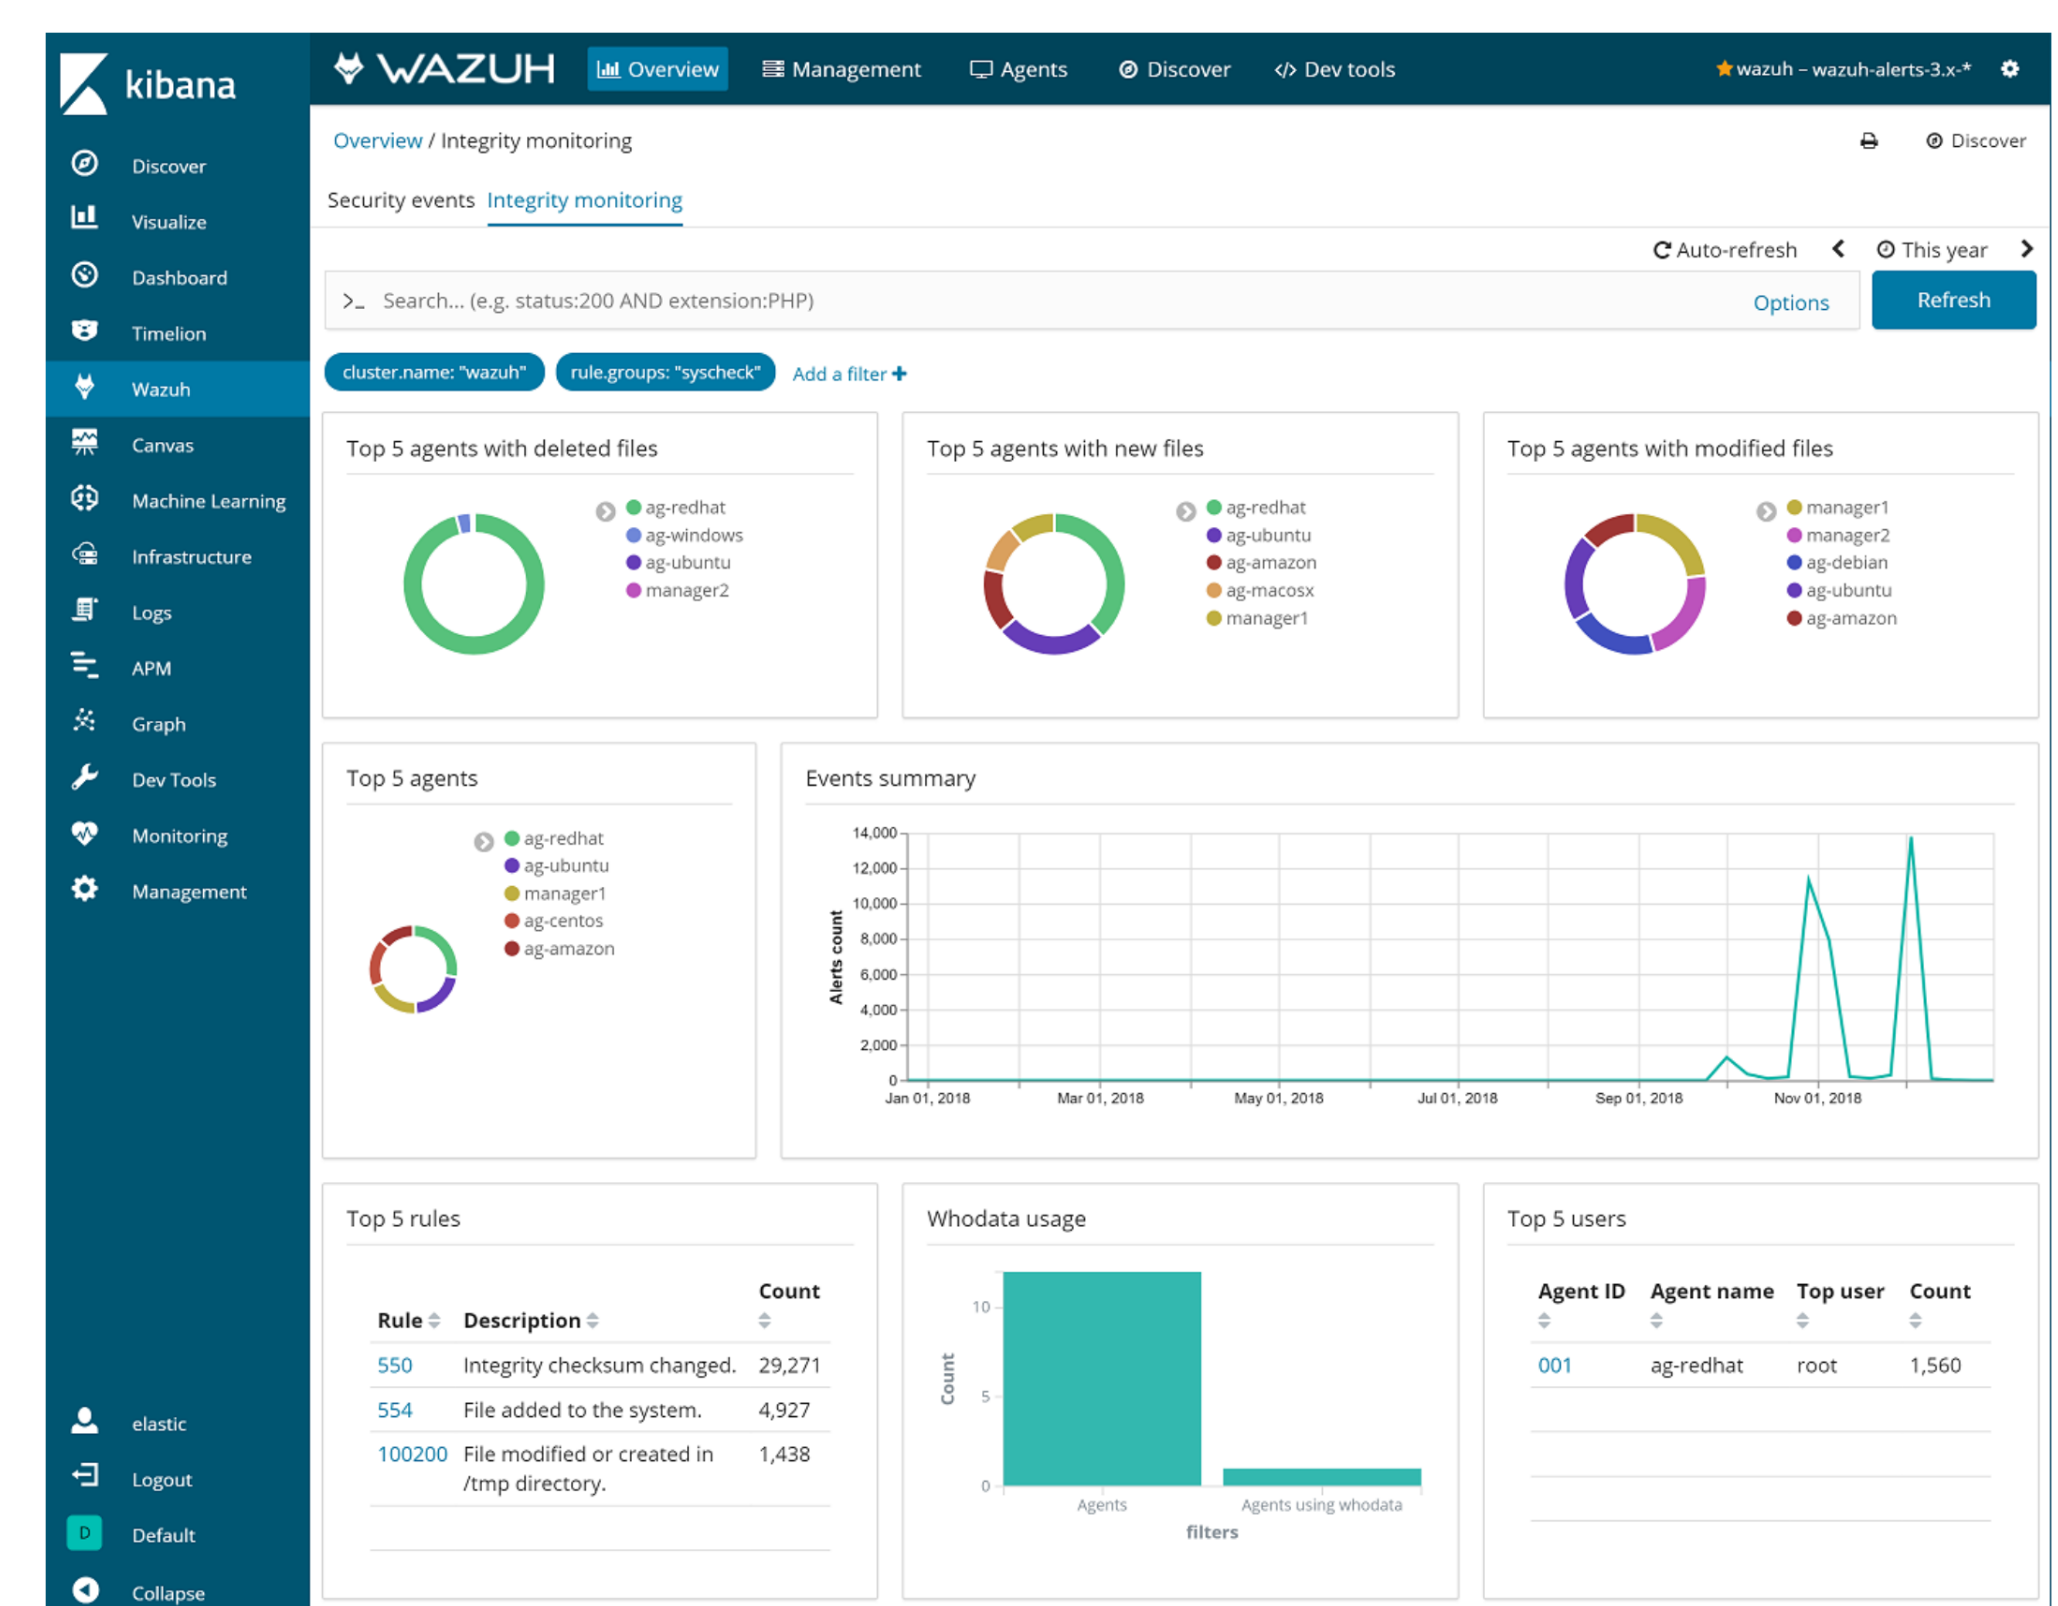 kibana
WAZUH
Overview
Management
Agents
Discover
</> Dev tools
wazuh – wazuh-alerts-3.x-*
Discover
Visualize
Dashboard
Timelion
Wazuh
Canvas
Machine Learning
Infrastructure
Logs
APM
Graph
Dev Tools
Monitoring
Management
elastic
Logout
D Default
Collapse
Overview / Integrity monitoring
Discover
Security events Integrity monitoring
Auto-refresh
This year
>_ Search... (e.g. status:200 AND extension:PHP)
Options
Refresh
cluster.name: "wazuh"
rule.groups: "syscheck"
Add a filter +
Top 5 agents with deleted files
ag-redhat
ag-windows
ag-ubuntu
manager2
Top 5 agents with new files
ag-redhat
ag-ubuntu
ag-amazon
ag-macosx
manager1
Top 5 agents with modified files
manager1
manager2
ag-debian
ag-ubuntu
ag-amazon
Top 5 agents
ag-redhat
ag-ubuntu
manager1
ag-centos
ag-amazon
Events summary
Alerts count
14,000
12,000
10,000
8,000
6,000
4,000
2,000
0
Jan 01, 2018 Mar 01, 2018 May 01, 2018 Jul 01, 2018 Sep 01, 2018 Nov 01, 2018
Top 5 rules
Rule Description Count
550 Integrity checksum changed. 29,271
554 File added to the system. 4,927
100200 File modified or created in 1,438
/tmp directory.
Whodata usage
Count
10
5
0
Agents Agents using whodata
filters
Top 5 users
Agent ID Agent name Top user Count
001 ag-redhat root 1,560